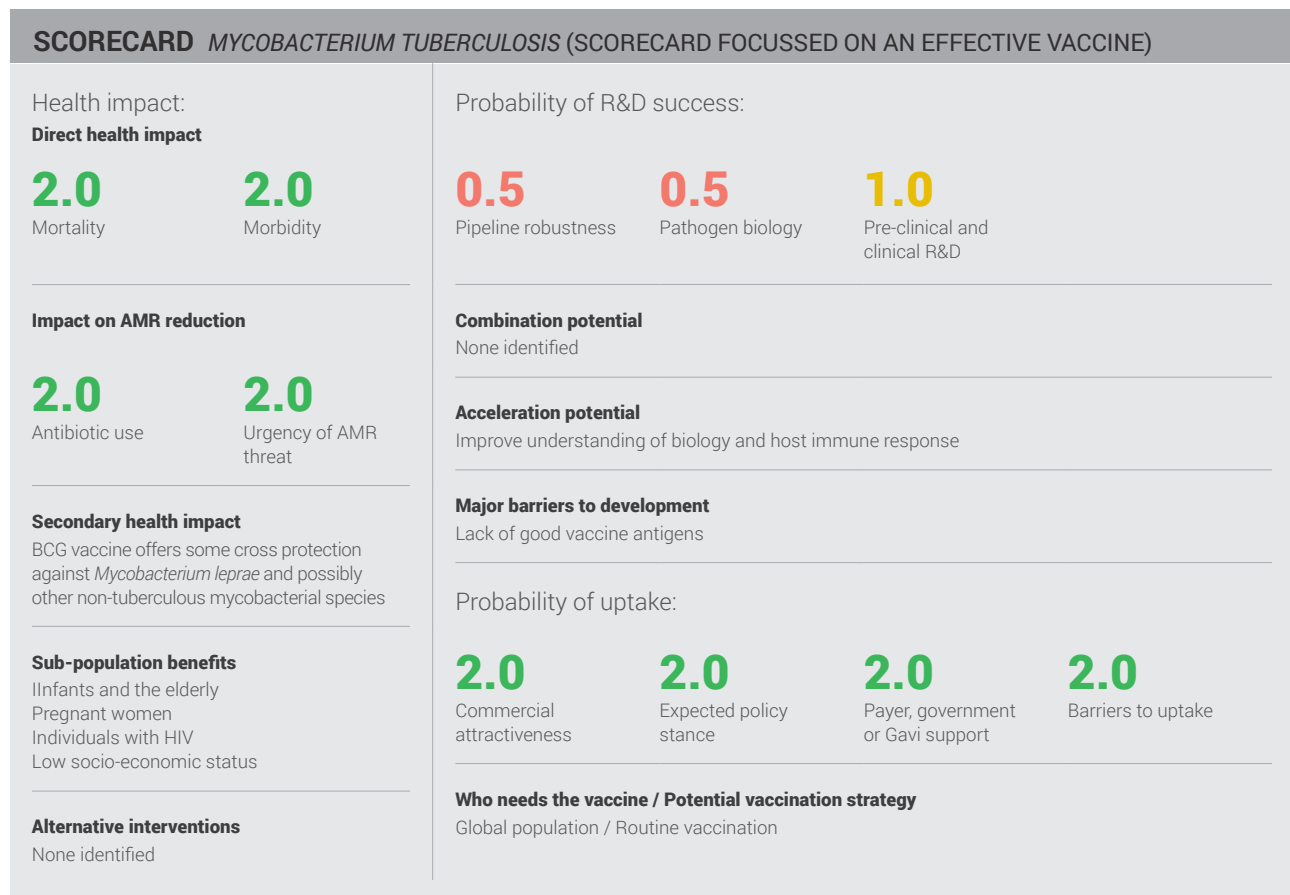 SCORECARD MYCOBACTERIUM TUBERCULOSIS (SCORECARD FOCUSSED ON AN EFFECTIVE VACCINE)
Health impact:
Direct health impact
2.0 2.0
Mortality Morbidity
Impact on AMR reduction
2.0 2.0
Antibiotic use Urgency of AMR
threat
Secondary health impact
BCG vaccine offers some cross protection
against Mycobacterium leprae and possibly
other non-tuberculous mycobacterial species
Sub-population benefits
IInfants and the elderly
Pregnant women
Individuals with HIV
Low socio-economic status
Alternative interventions
None identified
Probability of R&D success:
0.5 0.5 1.0
Pipeline robustness Pathogen biology Pre-clinical and
clinical R&D
Combination potential
None identified
Acceleration potential
Improve understanding of biology and host immune response
Major barriers to development
Lack of good vaccine antigens
Probability of uptake:
2.0 2.0 2.0 2.0
Commercial Expected policy Payer, government Barriers to uptake
attractiveness stance or Gavi support
Who needs the vaccine / Potential vaccination strategy
Global population / Routine vaccination